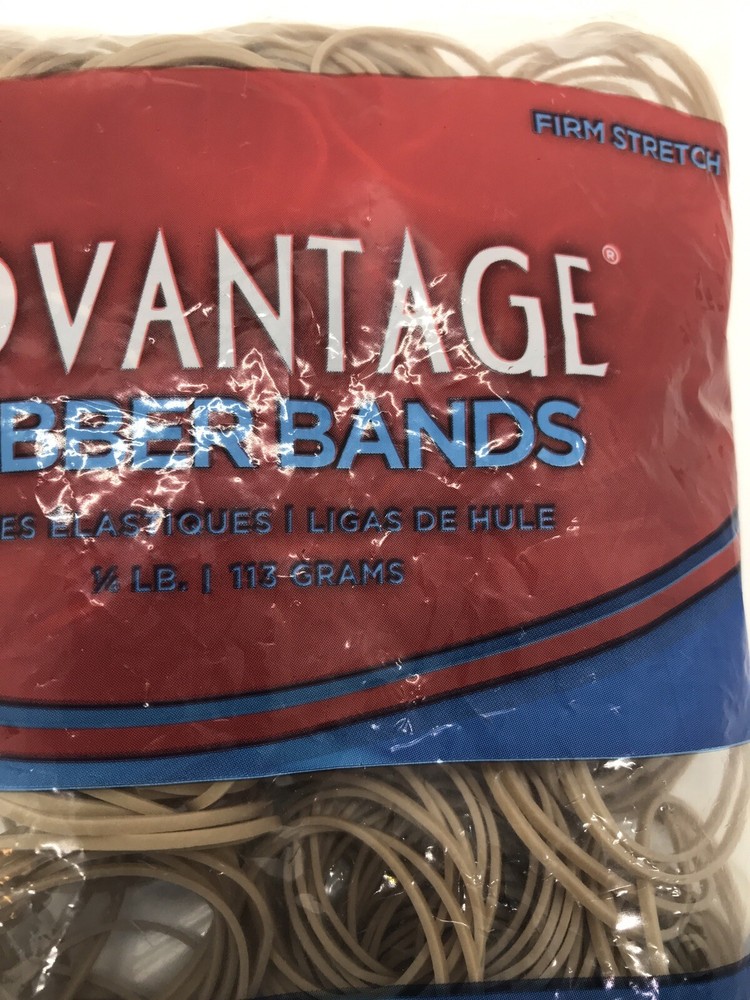 FIRM STRETCH
DVANTAGE®
BBER BANDS
ES ÉLASTIQUES | LIGAS DE HULE
¼ LB. | 113 GRAMS